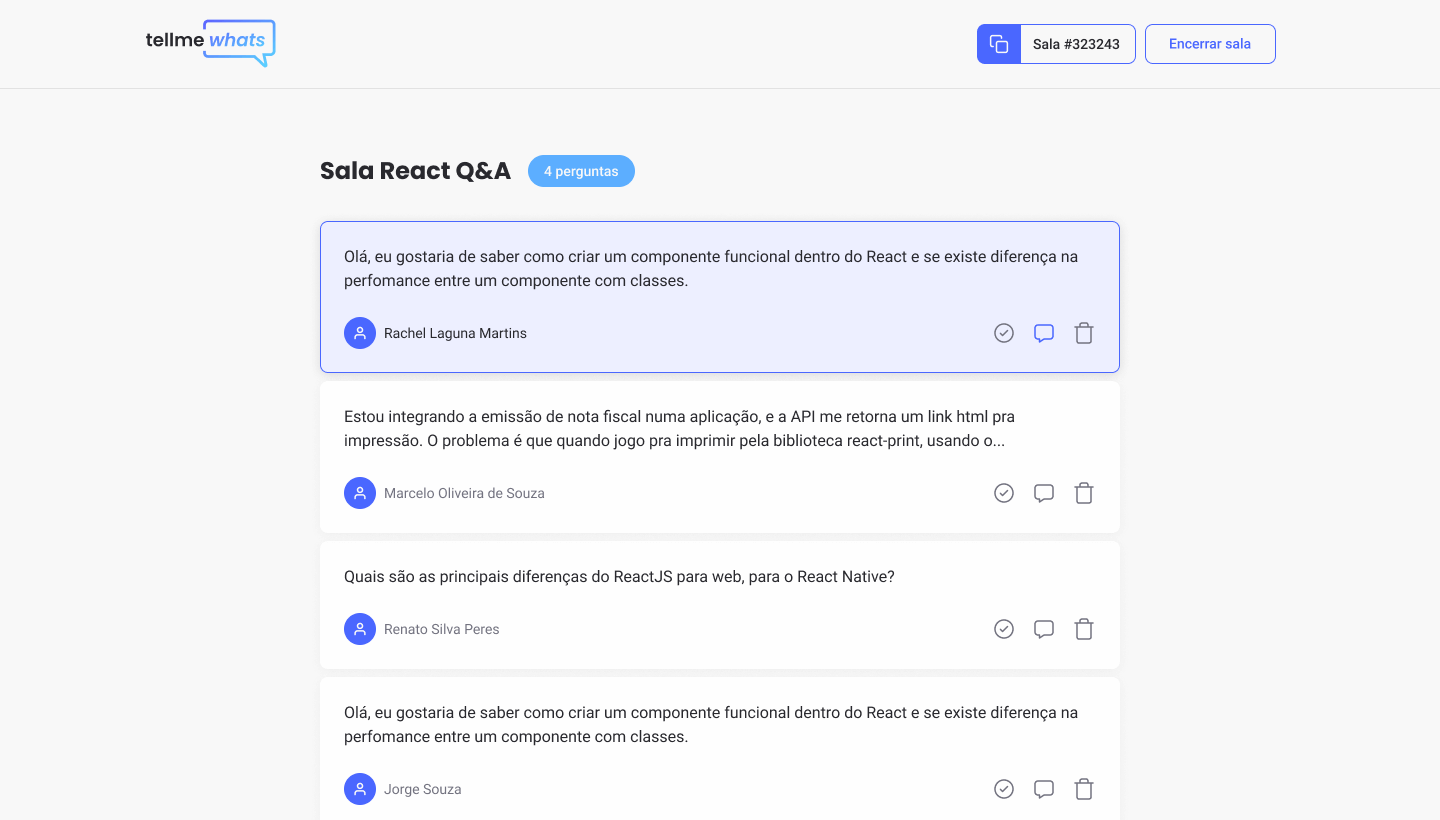 tellme whats
Sala #323243
Encerrar sala
Sala React Q&A
4 perguntas
Olá, eu gostaria de saber como criar um componente funcional dentro do React e se existe diferença na
perfomance entre um componente com classes.
Rachel Laguna Martins
Estou integrando a emissão de nota fiscal numa aplicação, e a API me retorna um link html pra
impressão. O problema é que quando jogo pra imprimir pela biblioteca react-print, usando o...
Marcelo Oliveira de Souza
Quais são as principais diferenças do ReactJS para web, para o React Native?
Renato Silva Peres
Olá, eu gostaria de saber como criar um componente funcional dentro do React e se existe diferença na
perfomance entre um componente com classes.
Jorge Souza